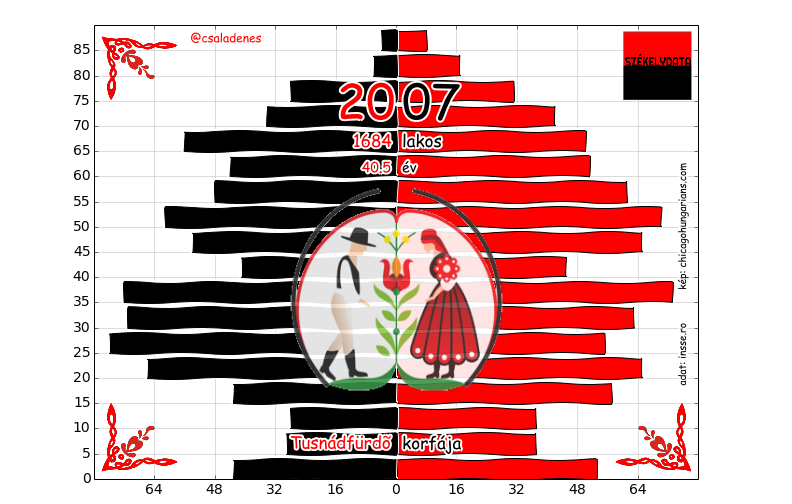 @csaladenes
SZÉKELYDATA
2007
1684 lakos
40.5 év
kép: chicagohungarians.com
adat: insse.ro
Tusnádfürdő korfája
85
80
75
70
65
60
55
50
45
40
35
30
25
20
15
10
5
0
64 48 32 16 0 16 32 48 64